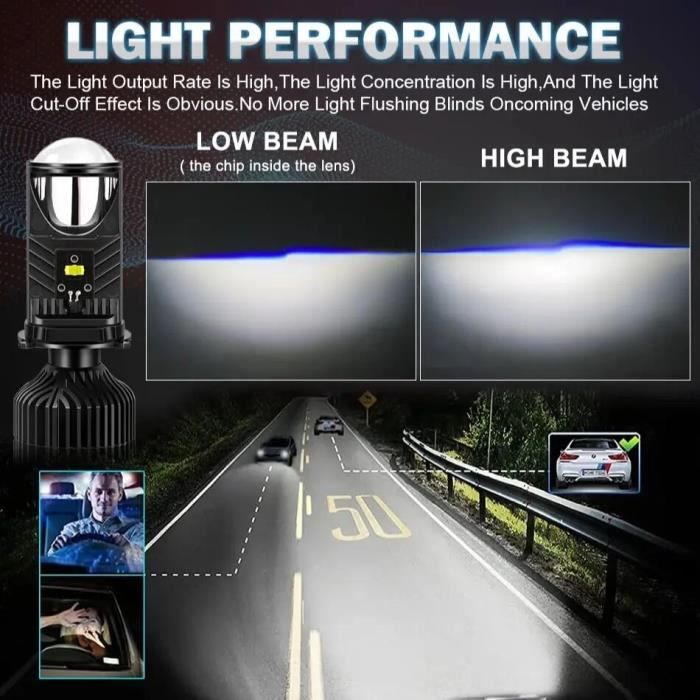 LIGHT PERFORMANCE
The Light Output Rate Is High,The Light Concentration Is High,And The Light
Cut-Off Effect Is Obvious.No More Light Flushing Blinds Oncoming Vehicles
LOW BEAM
( the chip inside the lens)
HIGH BEAM
50